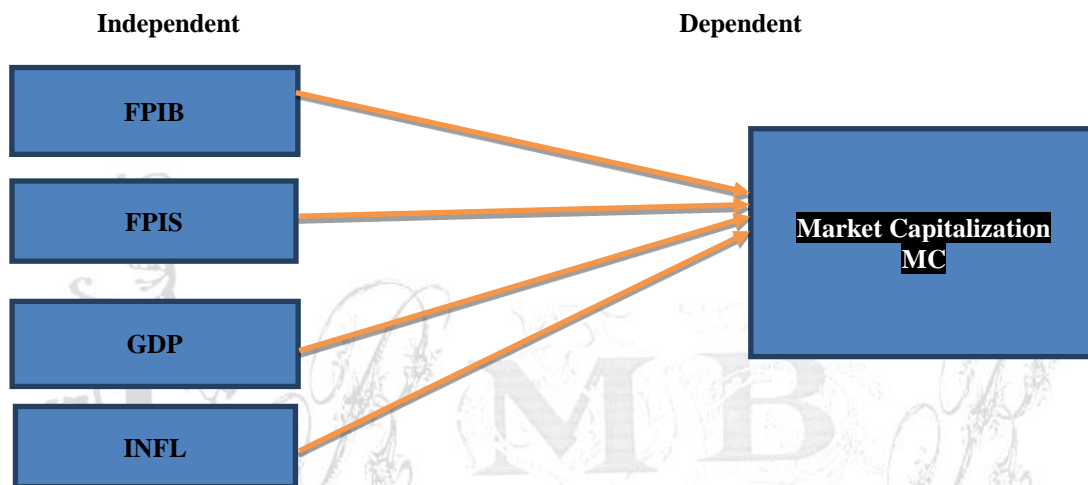 Independent
Dependent
FPIB
FPIS
Market Capitalization
MC
GDP
INFL
M B